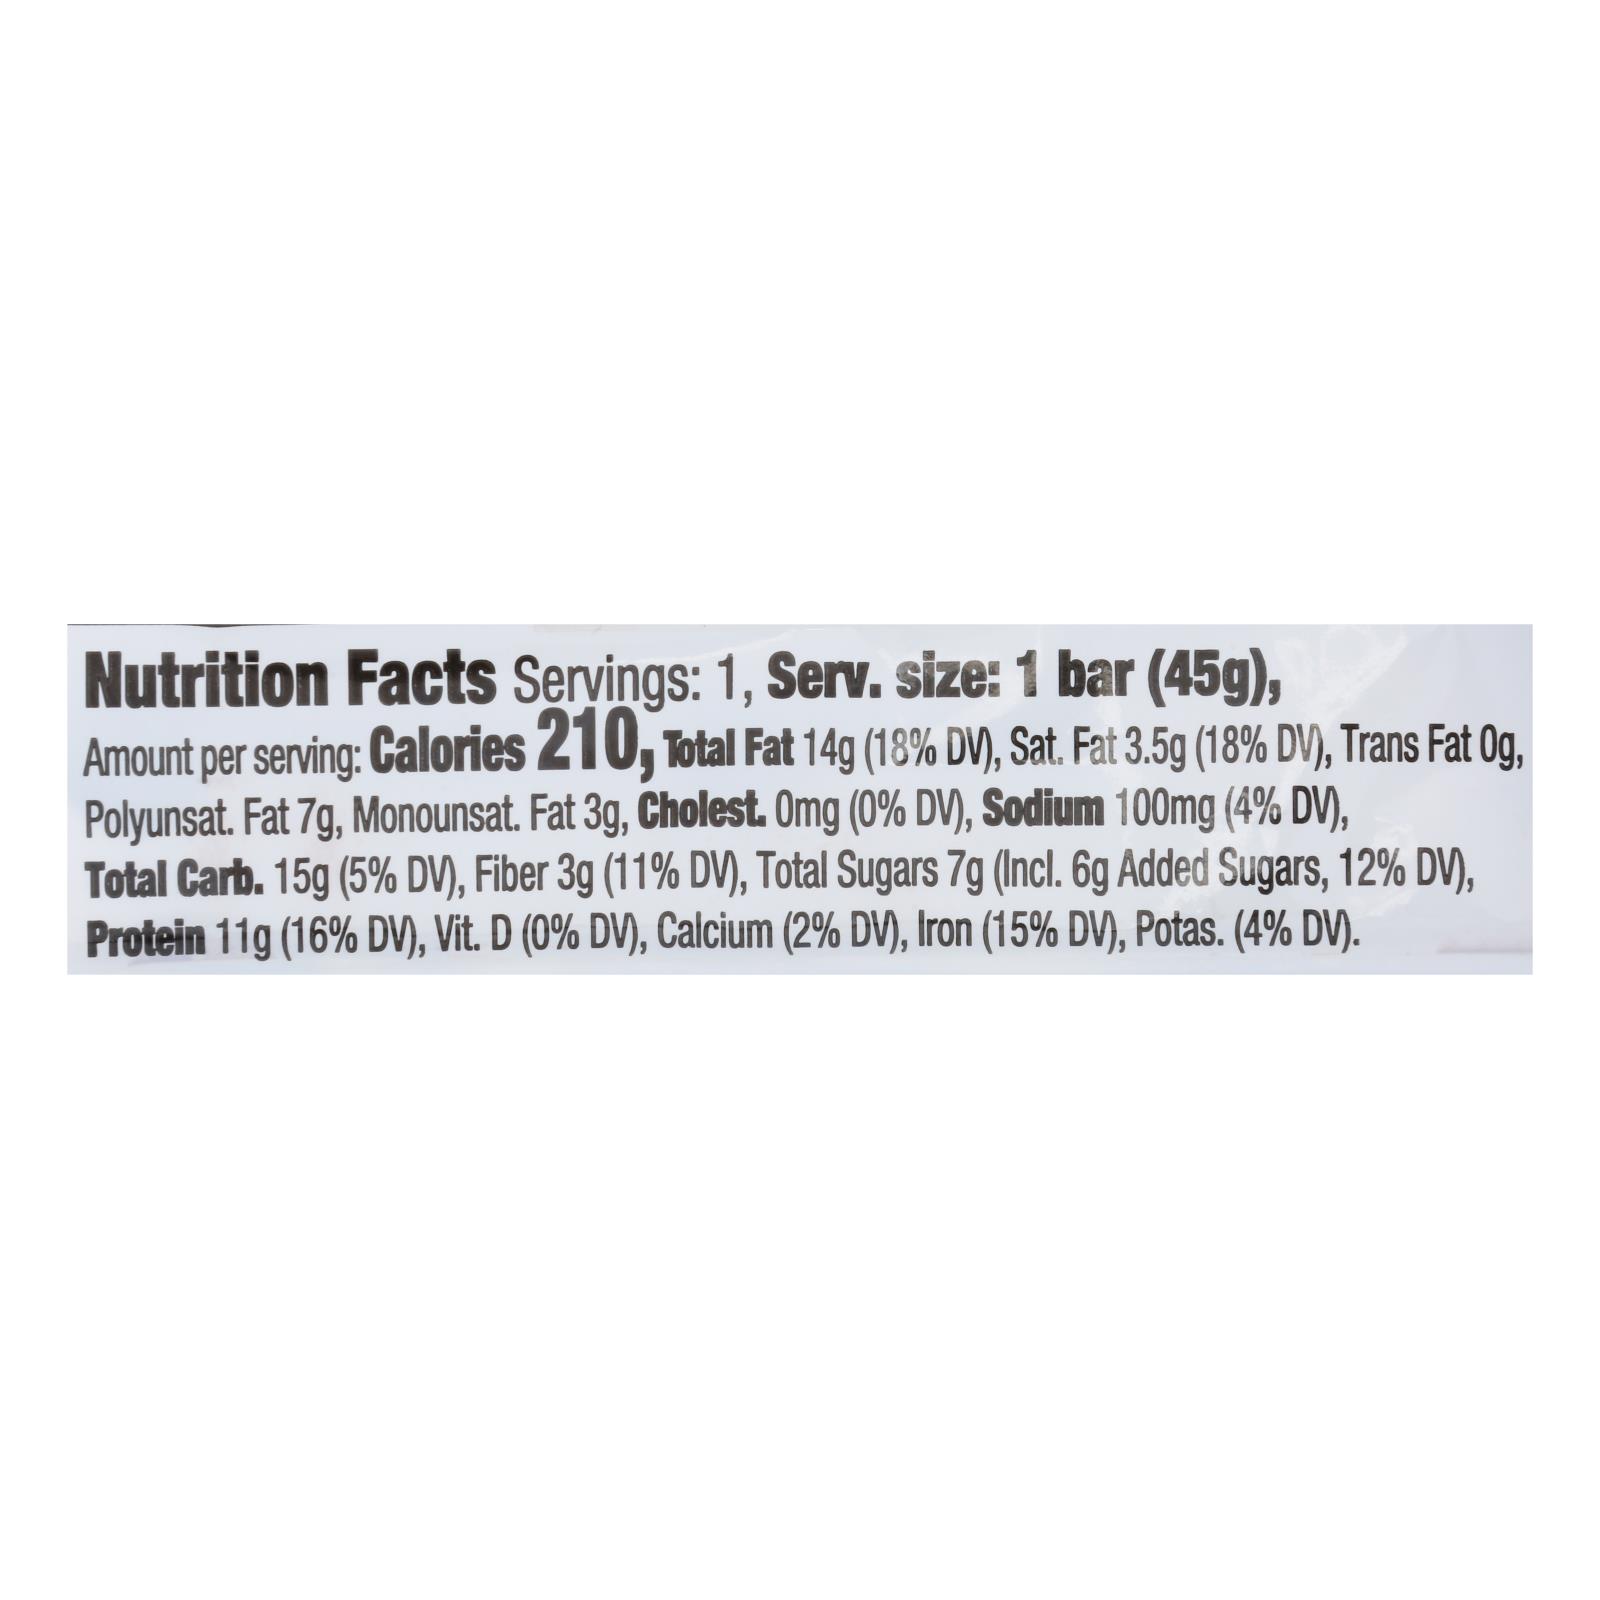 Nutrition Facts Servings: 1, Serv. size: 1 bar (45g),
Amount per serving: Calories 210, Total Fat 14g (18% DV), Sat. Fat 3.5g (18% DV), Trans Fat 0g,
Polyunsat. Fat 7g, Monounsat. Fat 3g, Cholest. 0mg (0% DV), Sodium 100mg (4% DV),
Total Carb. 15g (5% DV), Fiber 3g (11% DV), Total Sugars 7g (Incl. 6g Added Sugars, 12% DV),
Protein 11g (16% DV), Vit. D (0% DV), Calcium (2% DV), Iron (15% DV), Potas. (4% DV).